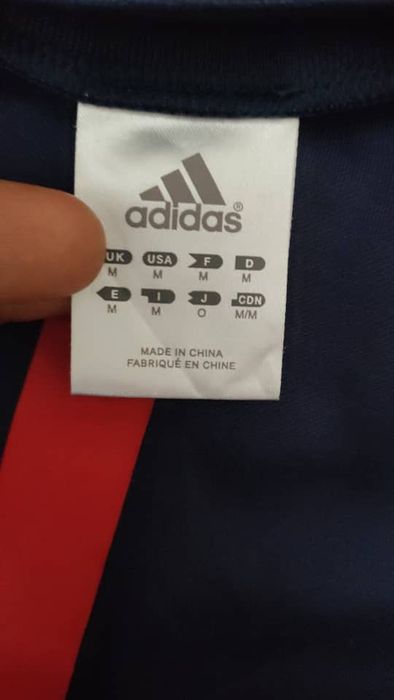 adidas®
UK USA F D
M M M M
E I J CDN
M M O M/M
MADE IN CHINA
FABRIQUÉ EN CHINE